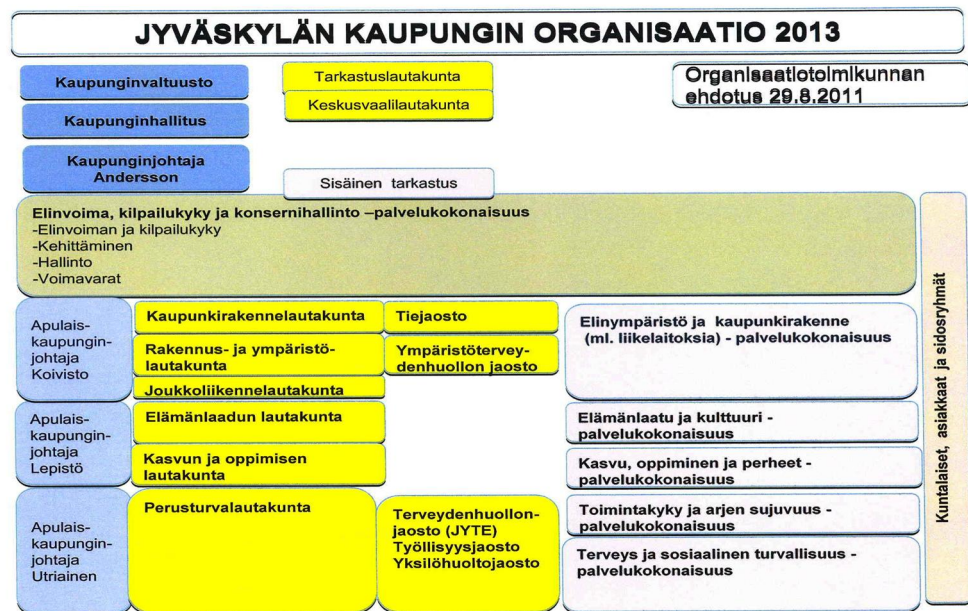 JYVÄSKYLÄN KAUPUNGIN ORGANISAATIO 2013
Kaupunginvaltuusto
Tarkastuslautakunta
Keskusvaalilautakunta
Organisaatiotoimikunnan
ehdotus 29.8.2011
Kaupunginhallitus
Kaupunginjohtaja
Andersson
Sisäinen tarkastus
Elinvoima, kilpailukyky ja konsernihallinto –palvelukokonaisuus
-Elinvoiman ja kilpailukyky
-Kehittäminen
-Hallinto
-Voimavarat
Apulais-
kaupungin-
johtaja
Koivisto
Kaupunkirakennelautakunta
Rakennus- ja ympäristö-
lautakunta
Joukkoliikennelautakunta
Tiejaosto
Ympäristötervey-
denhuollon jaosto
Elinympäristö ja kaupunkirakenne
(ml. liikelaitoksia) - palvelukokonaisuus
Apulais-
kaupungin-
johtaja
Lepistö
Elämänlaadun lautakunta
Kasvun ja oppimisen
lautakunta
Elämänlaatu ja kulttuuri -
palvelukokonaisuus
Kasvu, oppiminen ja perheet -
palvelukokonaisuus
Apulais-
kaupungin-
johtaja
Utriainen
Perusturvalautakunta
Terveydenhuollon-
jaosto (JYTE)
Työllisyysjaosto
Yksilöhuoltojaosto
Toimintakyky ja arjen sujuvuus -
palvelukokonaisuus
Terveys ja sosiaalinen turvallisuus -
palvelukokonaisuus
Kuntalaiset, asiakkaat ja sidosryhmät